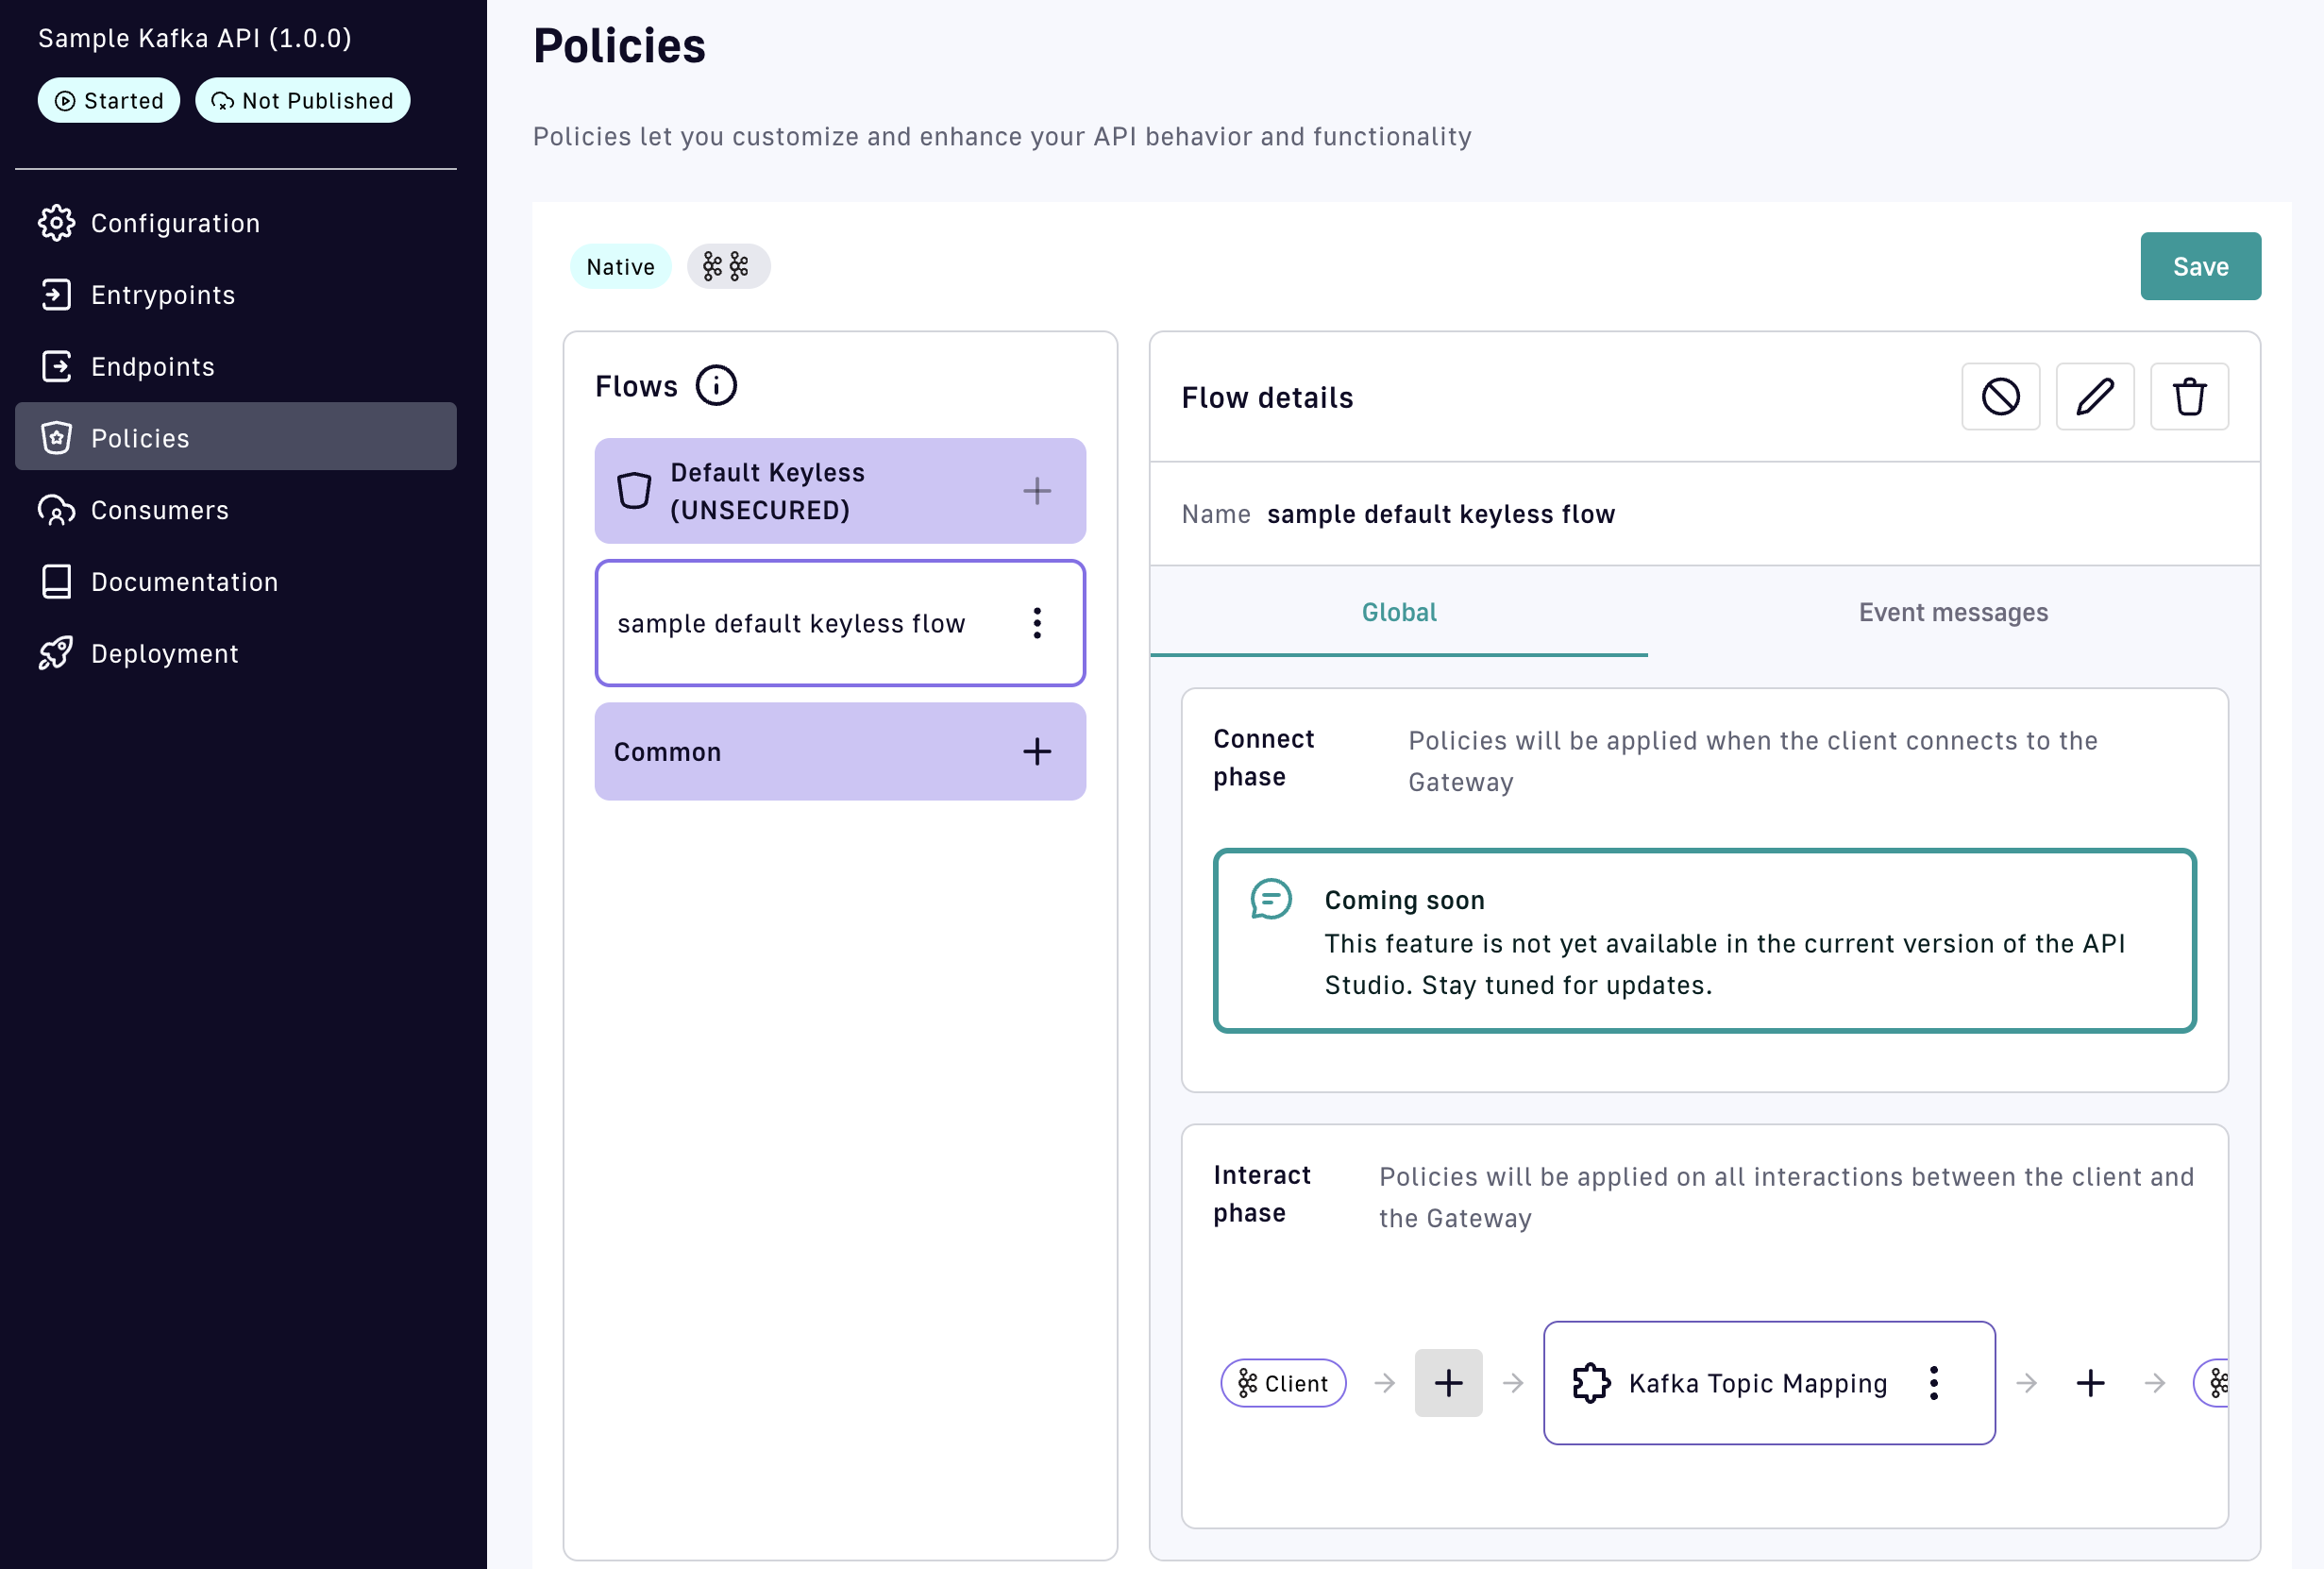 Sample Kafka API (1.0.0)
Started
Not Published
Configuration
Entrypoints
Endpoints
Policies
Consumers
Documentation
Deployment
Policies
Policies let you customize and enhance your API behavior and functionality
Native
Save
Flows
Default Keyless
(UNSECURED)
sample default keyless flow
Common
Flow details
Name sample default keyless flow
Global
Event messages
Connect
phase
Policies will be applied when the client connects to the
Gateway
Coming soon
This feature is not yet available in the current version of the API
Studio. Stay tuned for updates.
Interact
phase
Policies will be applied on all interactions between the client and
the Gateway
Client
Kafka Topic Mapping